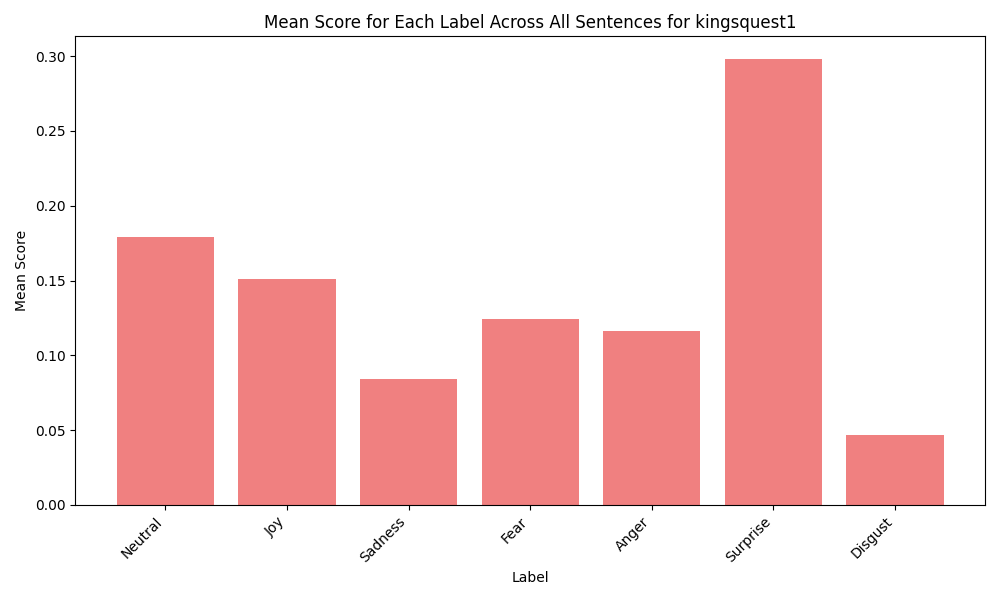 Mean Score for Each Label Across All Sentences for kingsquest1
Mean Score
0.30
0.25
0.20
0.15
0.10
0.05
0.00
Neutral
Joy
Sadness
Fear
Anger
Surprise
Disgust
Label